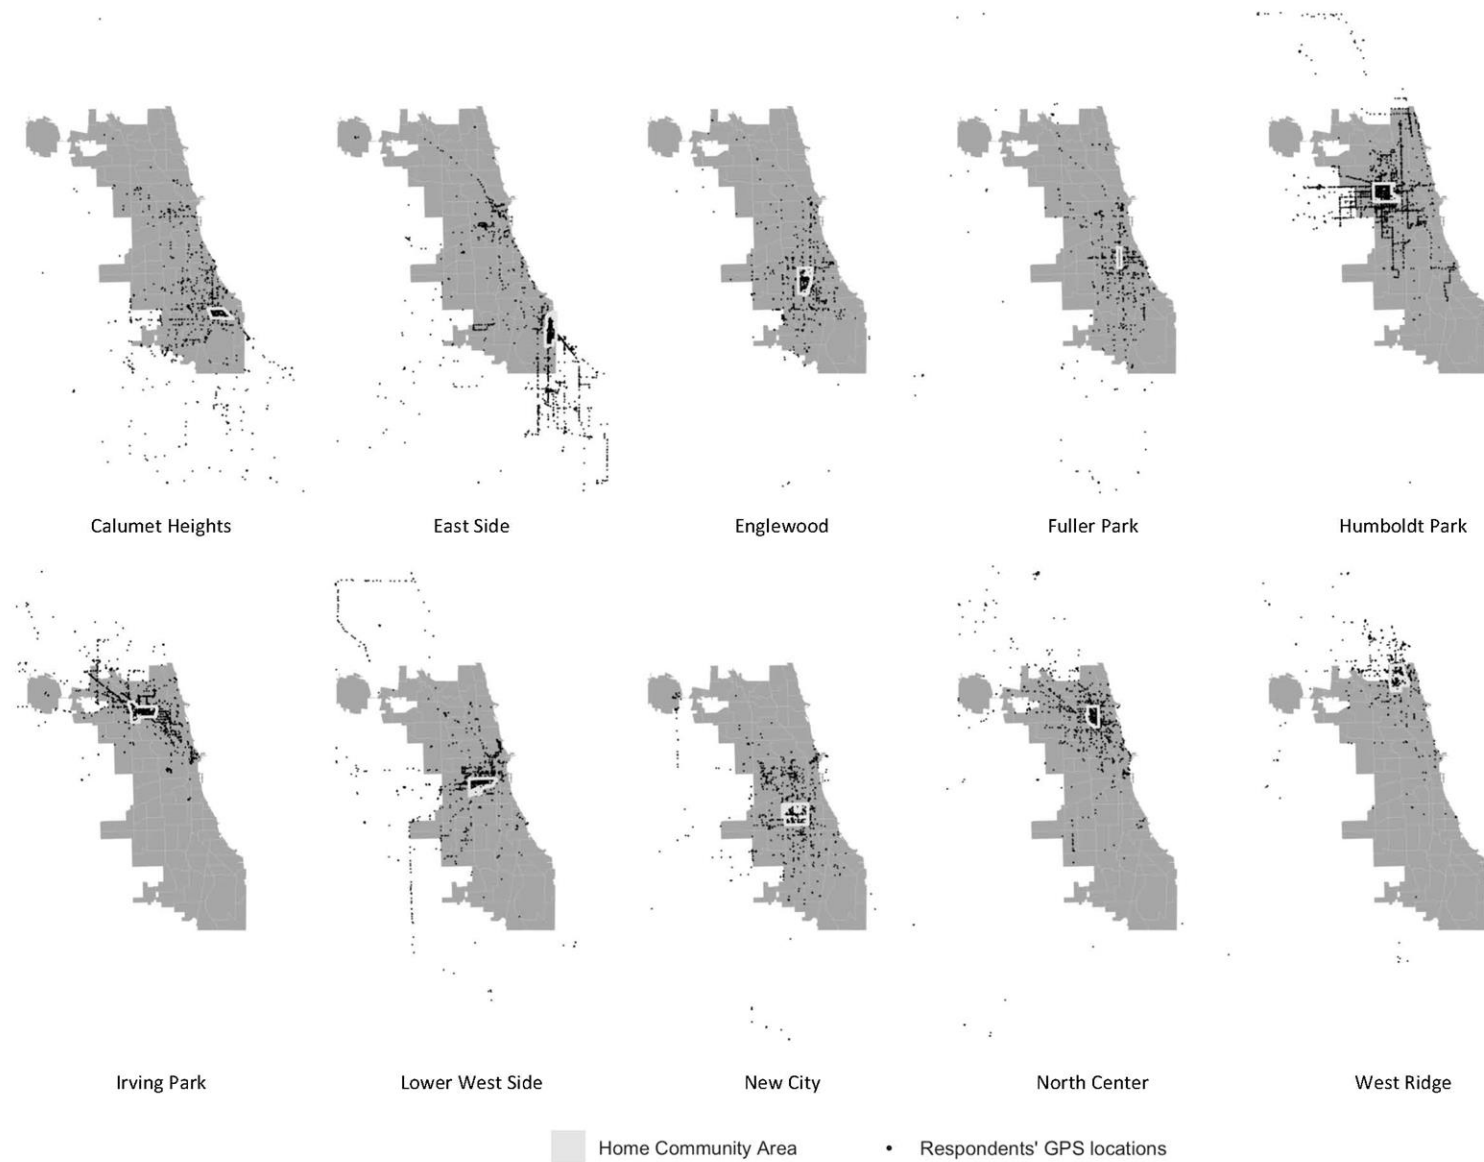 Calumet Heights
East Side
Englewood
Fuller Park
Humboldt Park
Irving Park
Lower West Side
New City
North Center
West Ridge
Home Community Area
Respondents' GPS locations